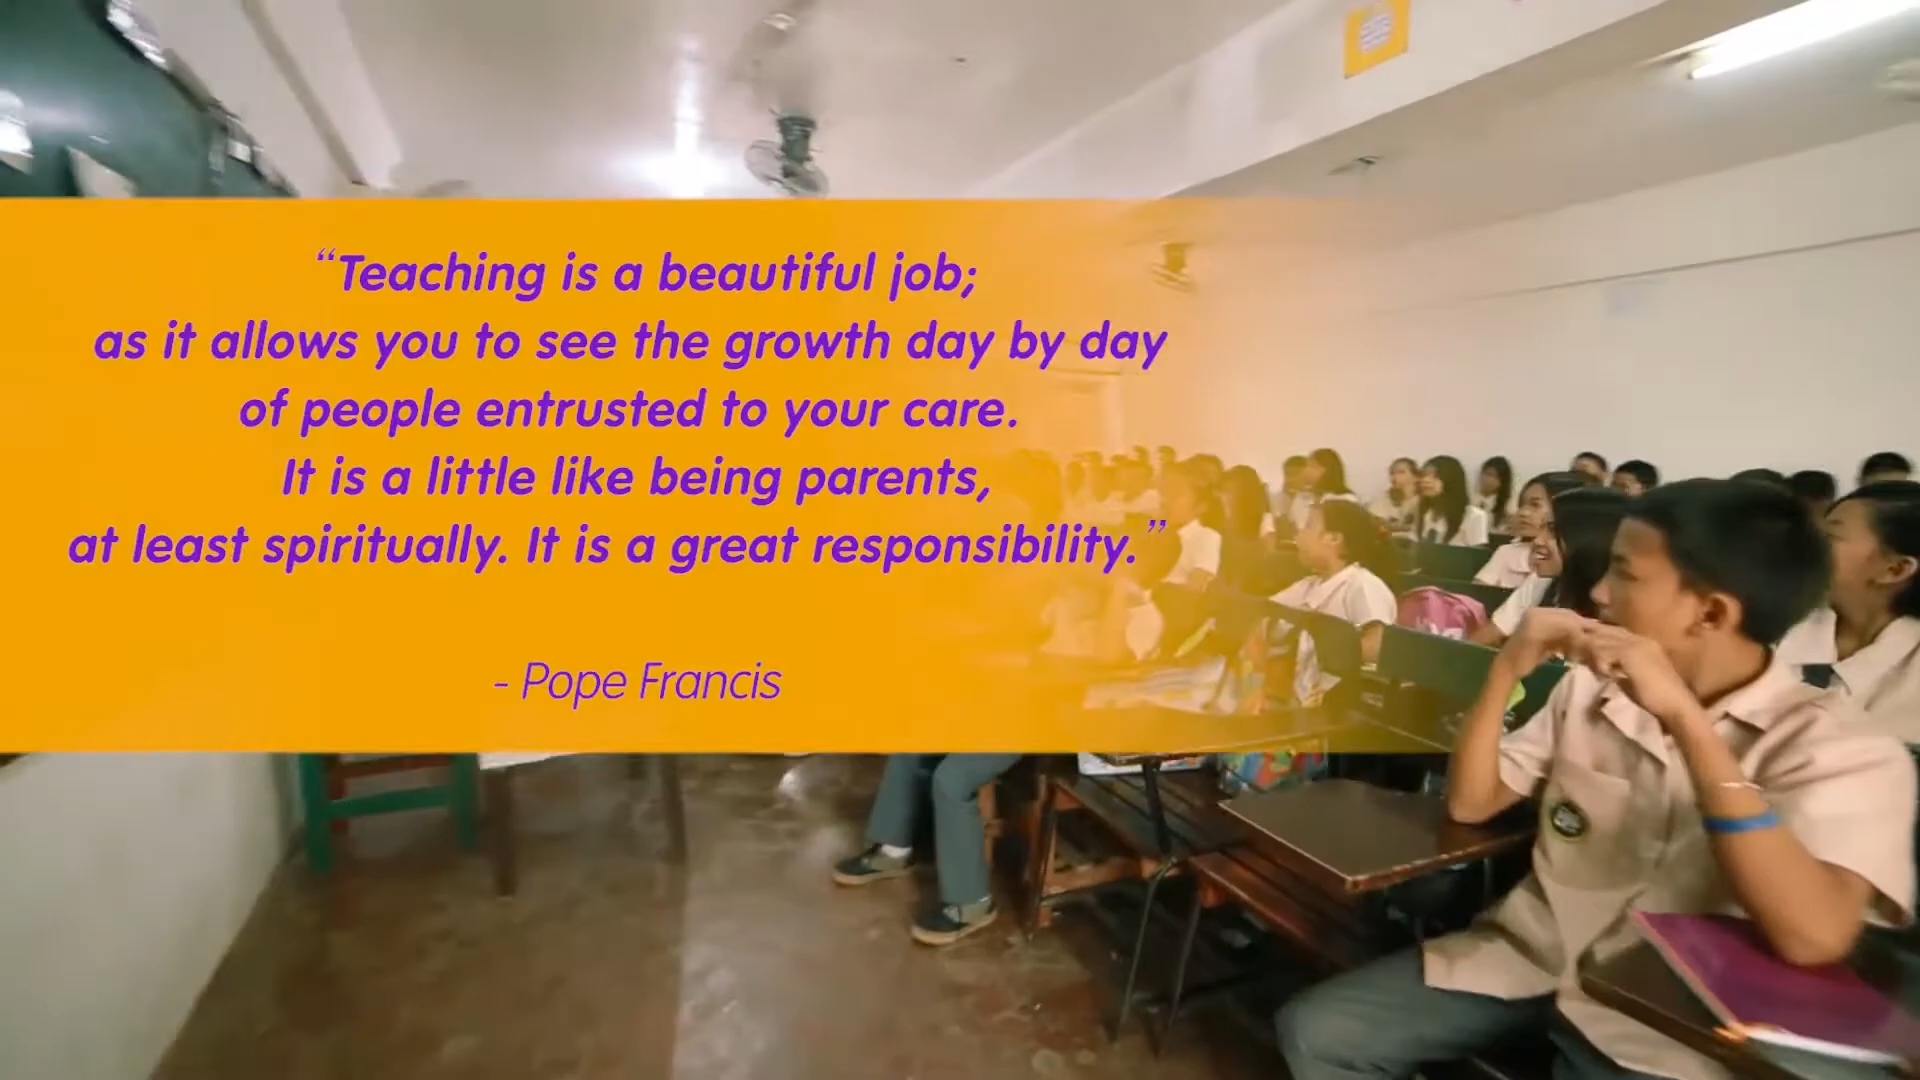 “Teaching is a beautiful job;
as it allows you to see the growth day by day
of people entrusted to your care.
It is a little like being parents,
at least spiritually. It is a great responsibility.”
- Pope Francis